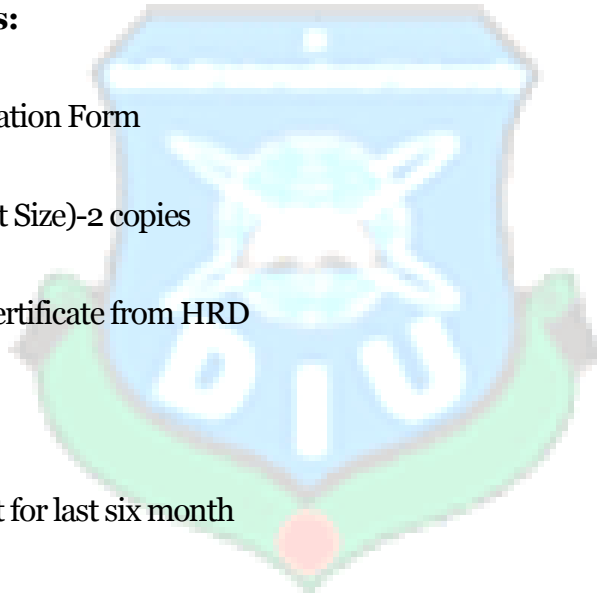 s:
ation Form
t Size)-2 copies
ertificate from HRD
t for last six month
D I U